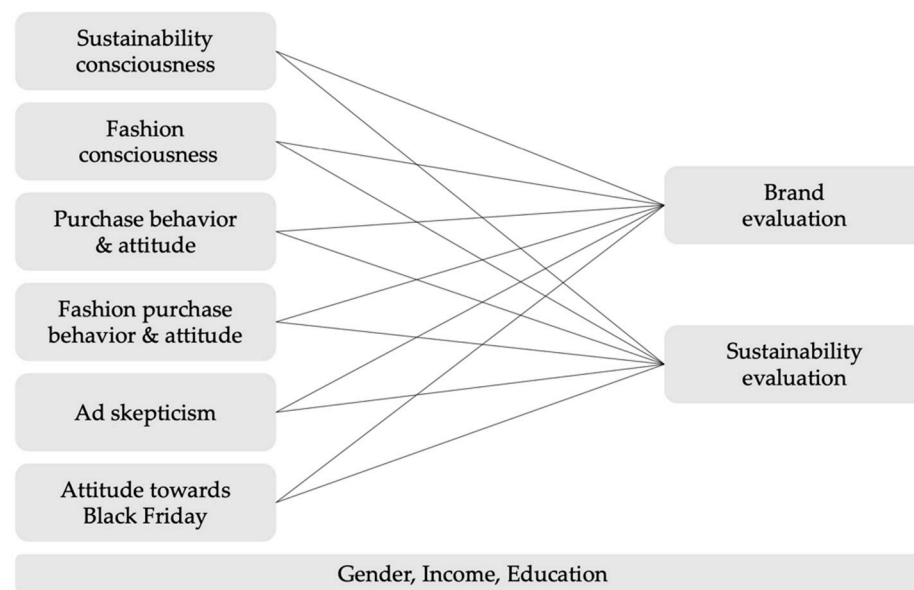 Sustainability
consciousness
Fashion
consciousness
Purchase behavior
& attitude
Fashion purchase
behavior & attitude
Ad skepticism
Attitude towards
Black Friday
Brand
evaluation
Sustainability
evaluation
Gender, Income, Education